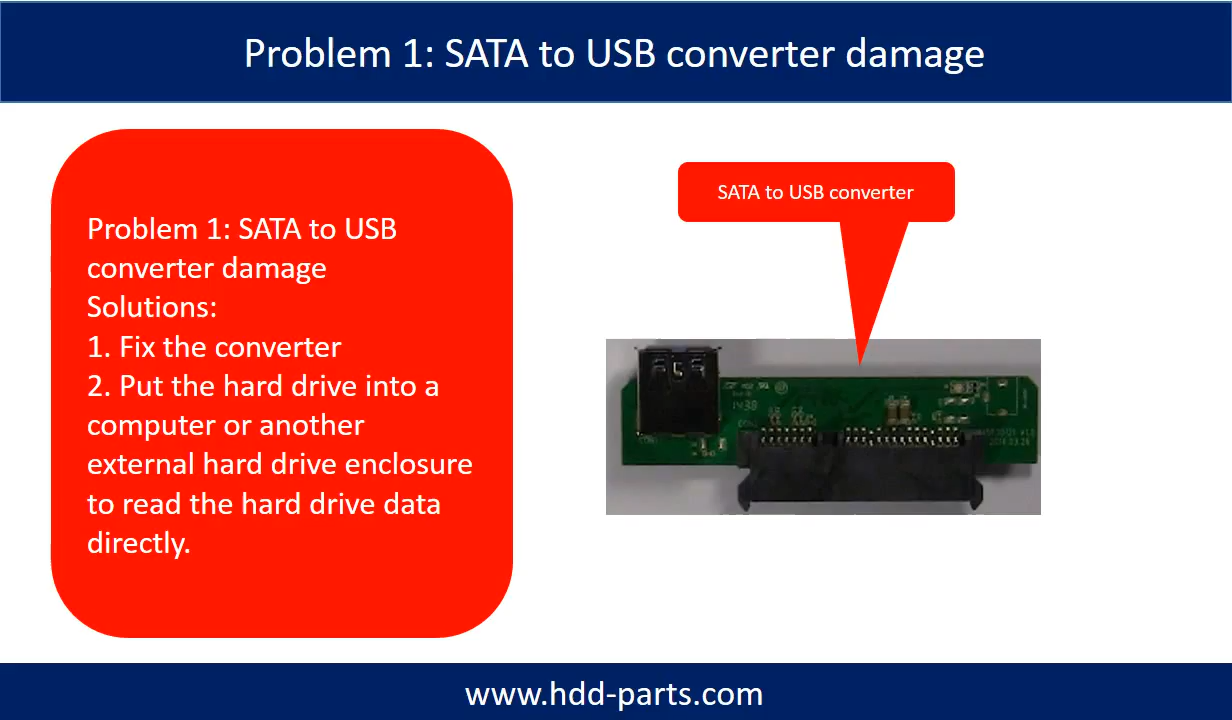 Problem 1: SATA to USB converter damage
Problem 1: SATA to USB
converter damage
Solutions:
1. Fix the converter
2. Put the hard drive into a
computer or another
external hard drive enclosure
to read the hard drive data
directly.
SATA to USB converter
1438
www.hdd-parts.com